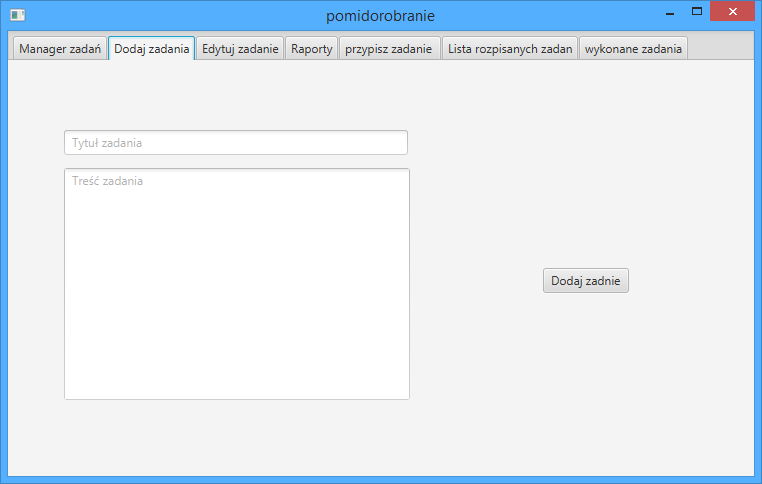 pomidorobranie
Manager zadań Dodaj zadania Edytuj zadanie Raporty przypisz zadanie Lista rozpisanych zadan wykonane zadania
Tytuł zadania
Treść zadania
Dodaj zadnie